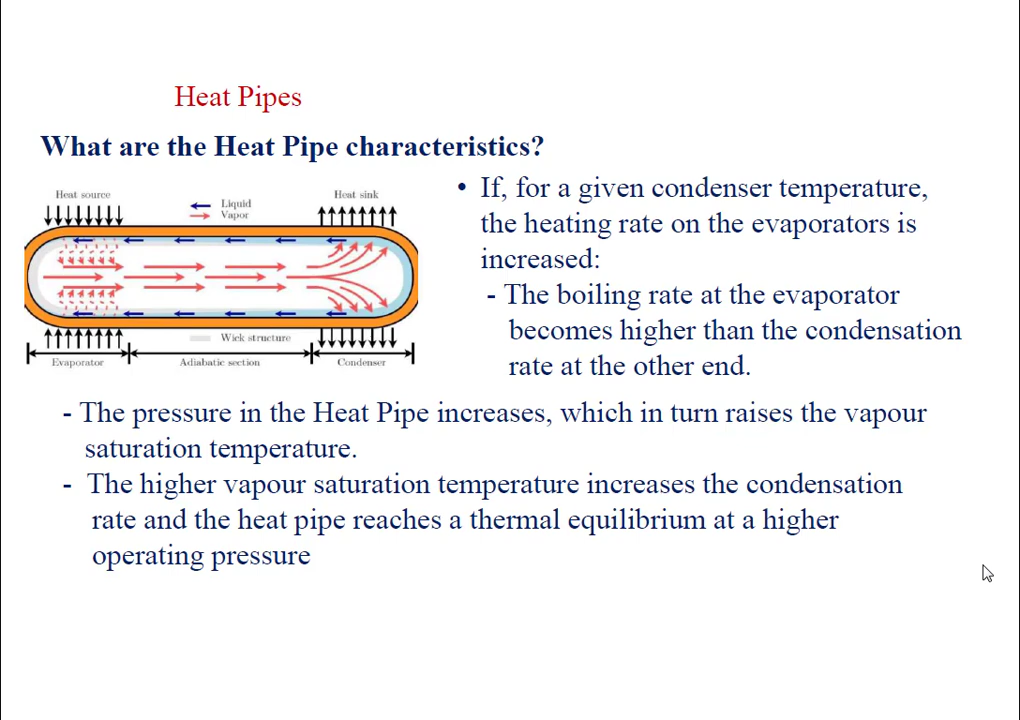 Heat Pipes
What are the Heat Pipe characteristics?
Heat source
Liquid
Vapor
Heat sink
Wick structure
Evaporator
Adiabatic section
Condenser
• If, for a given condenser temperature,
the heating rate on the evaporators is
increased:
- The boiling rate at the evaporator
becomes higher than the condensation
rate at the other end.
- The pressure in the Heat Pipe increases, which in turn raises the vapour
saturation temperature.
- The higher vapour saturation temperature increases the condensation
rate and the heat pipe reaches a thermal equilibrium at a higher
operating pressure